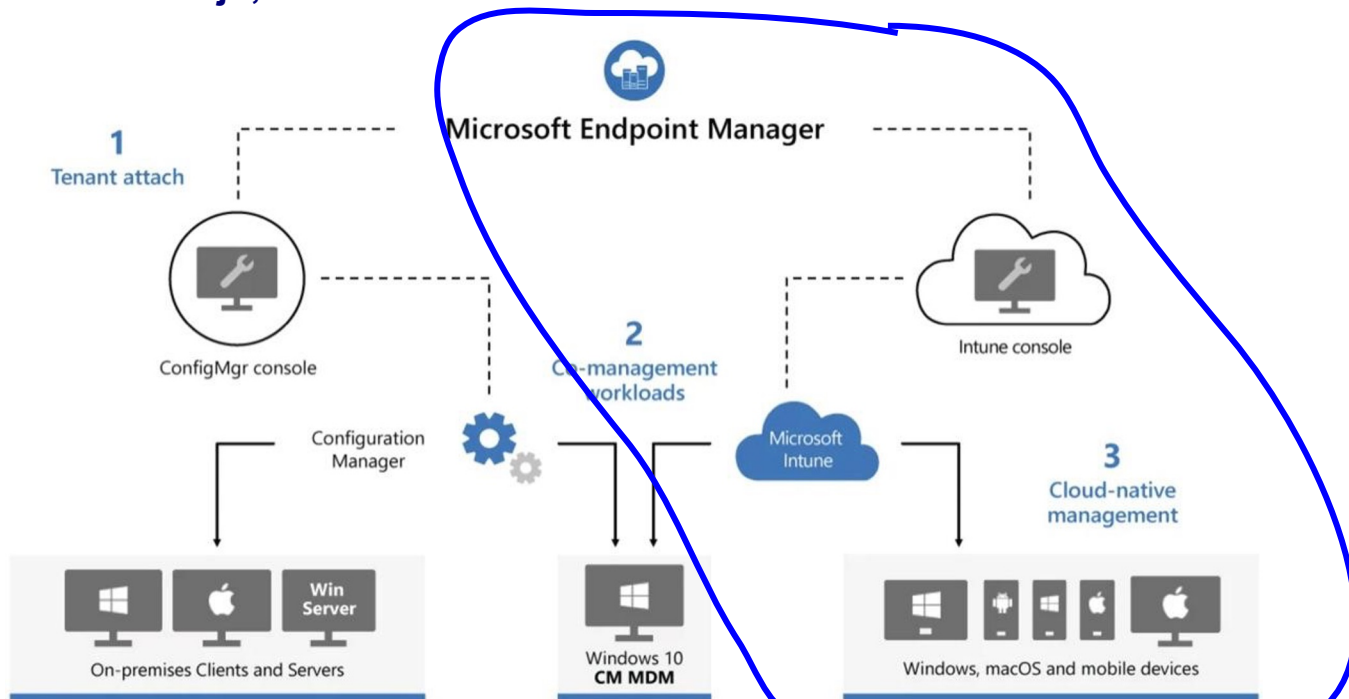 Microsoft Endpoint Manager
1
Tenant attach
ConfigMgr console
Intune console
2
Co-management
workloads
Configuration
Manager
Microsoft
Intune
3
Cloud-native
management
Win
Server
On-premises Clients and Servers
Windows 10
CM MDM
Windows, macOS and mobile devices